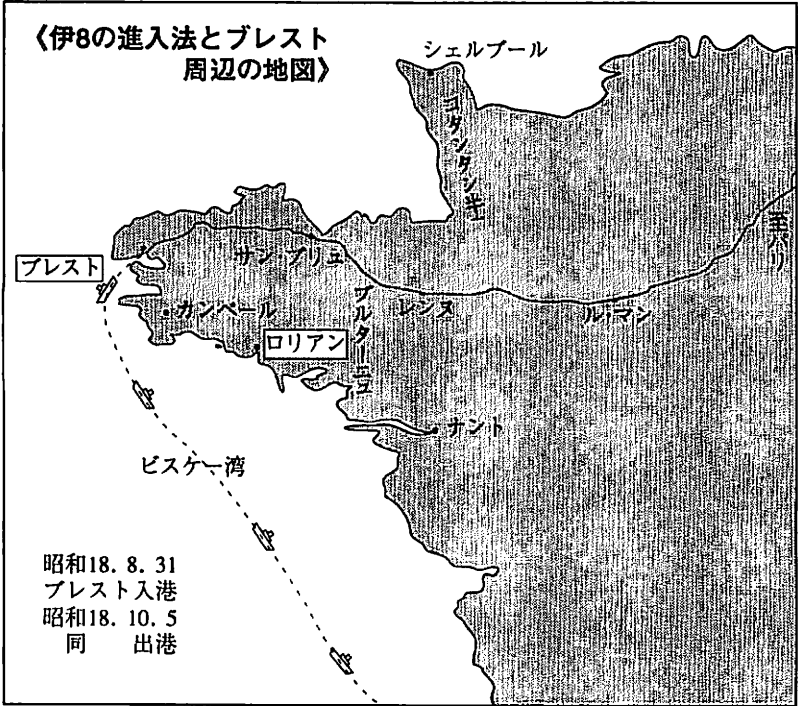 《伊8の進入法とブレスト
周辺の地図》
シェルブール
コタンタン半土
至パリ
サン・ブリユ
ブレスト
カンペール
ブルターニュ
レンヌ
ル・マン
ロリアン
ナント
ビスケー湾
昭和18. 8. 31
ブレスト入港
昭和18. 10. 5
同 出港